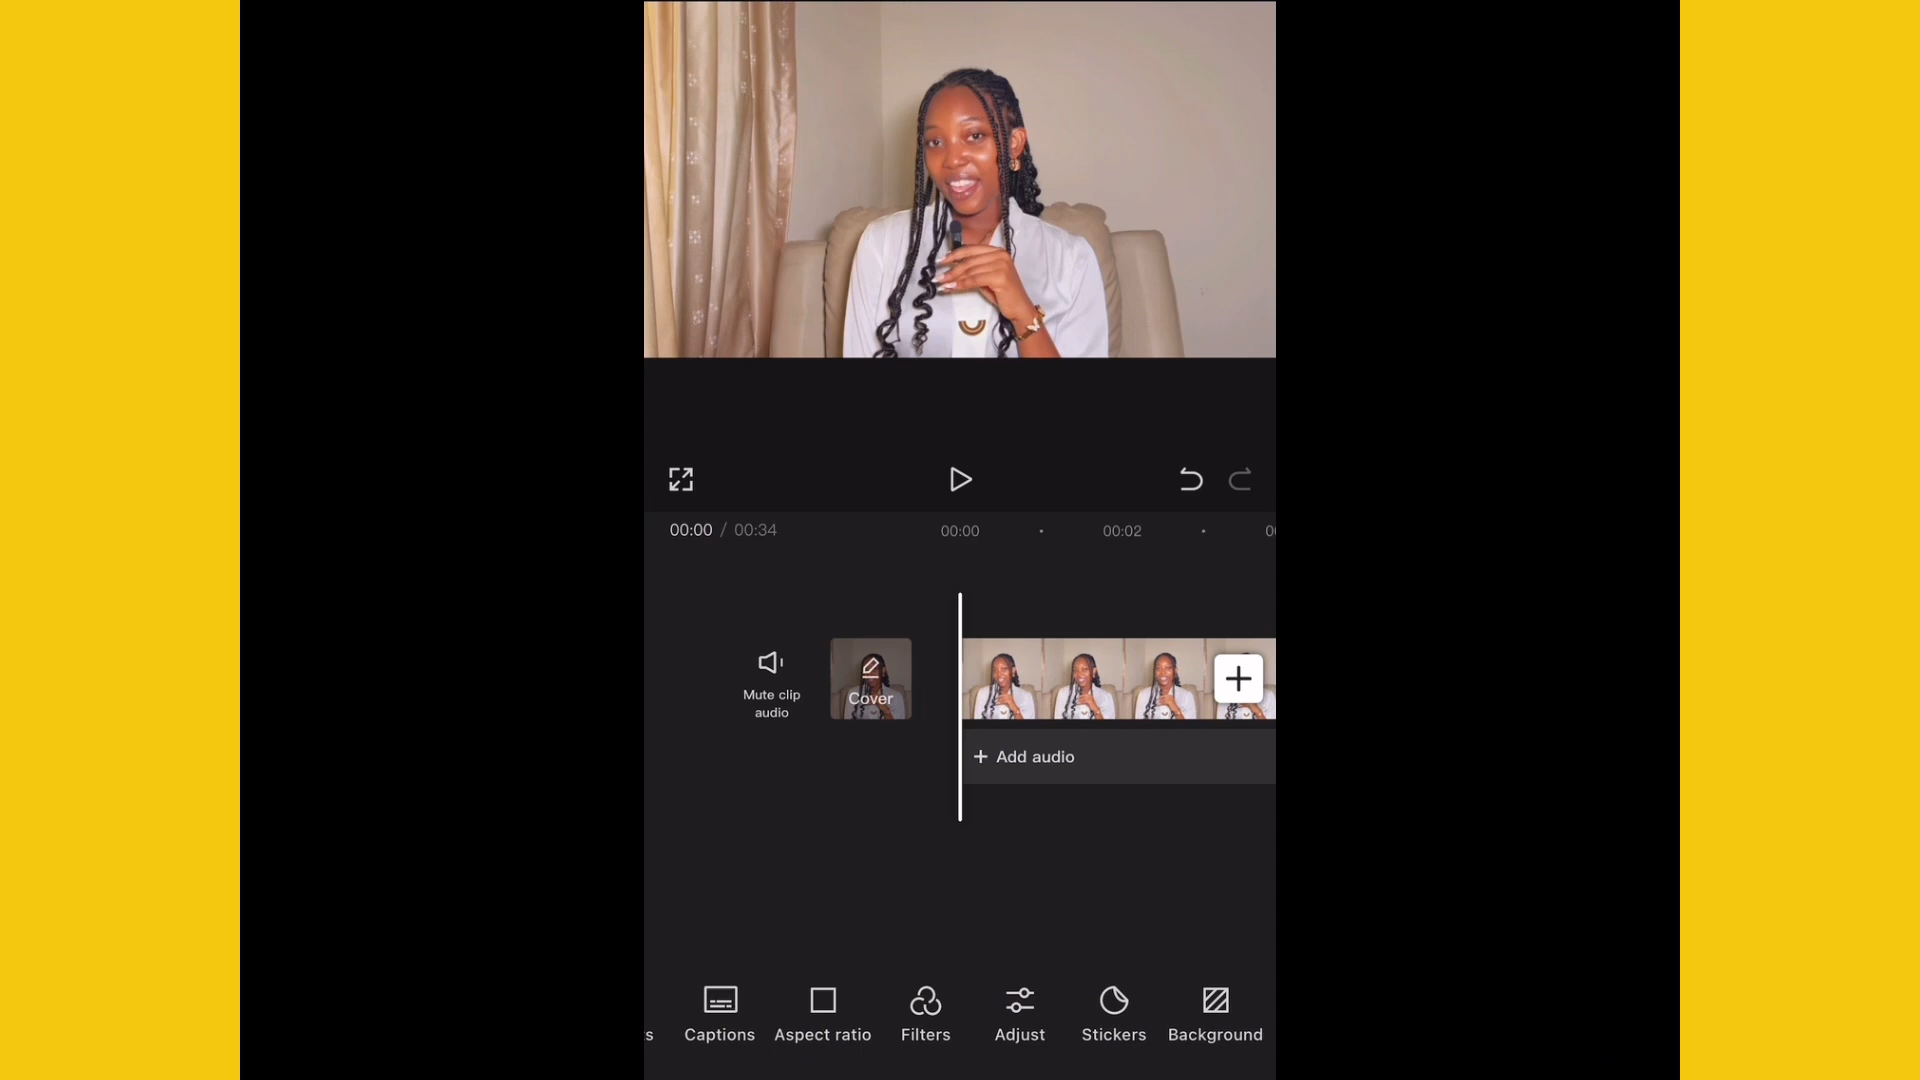 00:00 / 00:34
00:00
00:02
Mute clip
audio
Cover
Add audio
Captions
Aspect ratio
Filters
Adjust
Stickers
Background